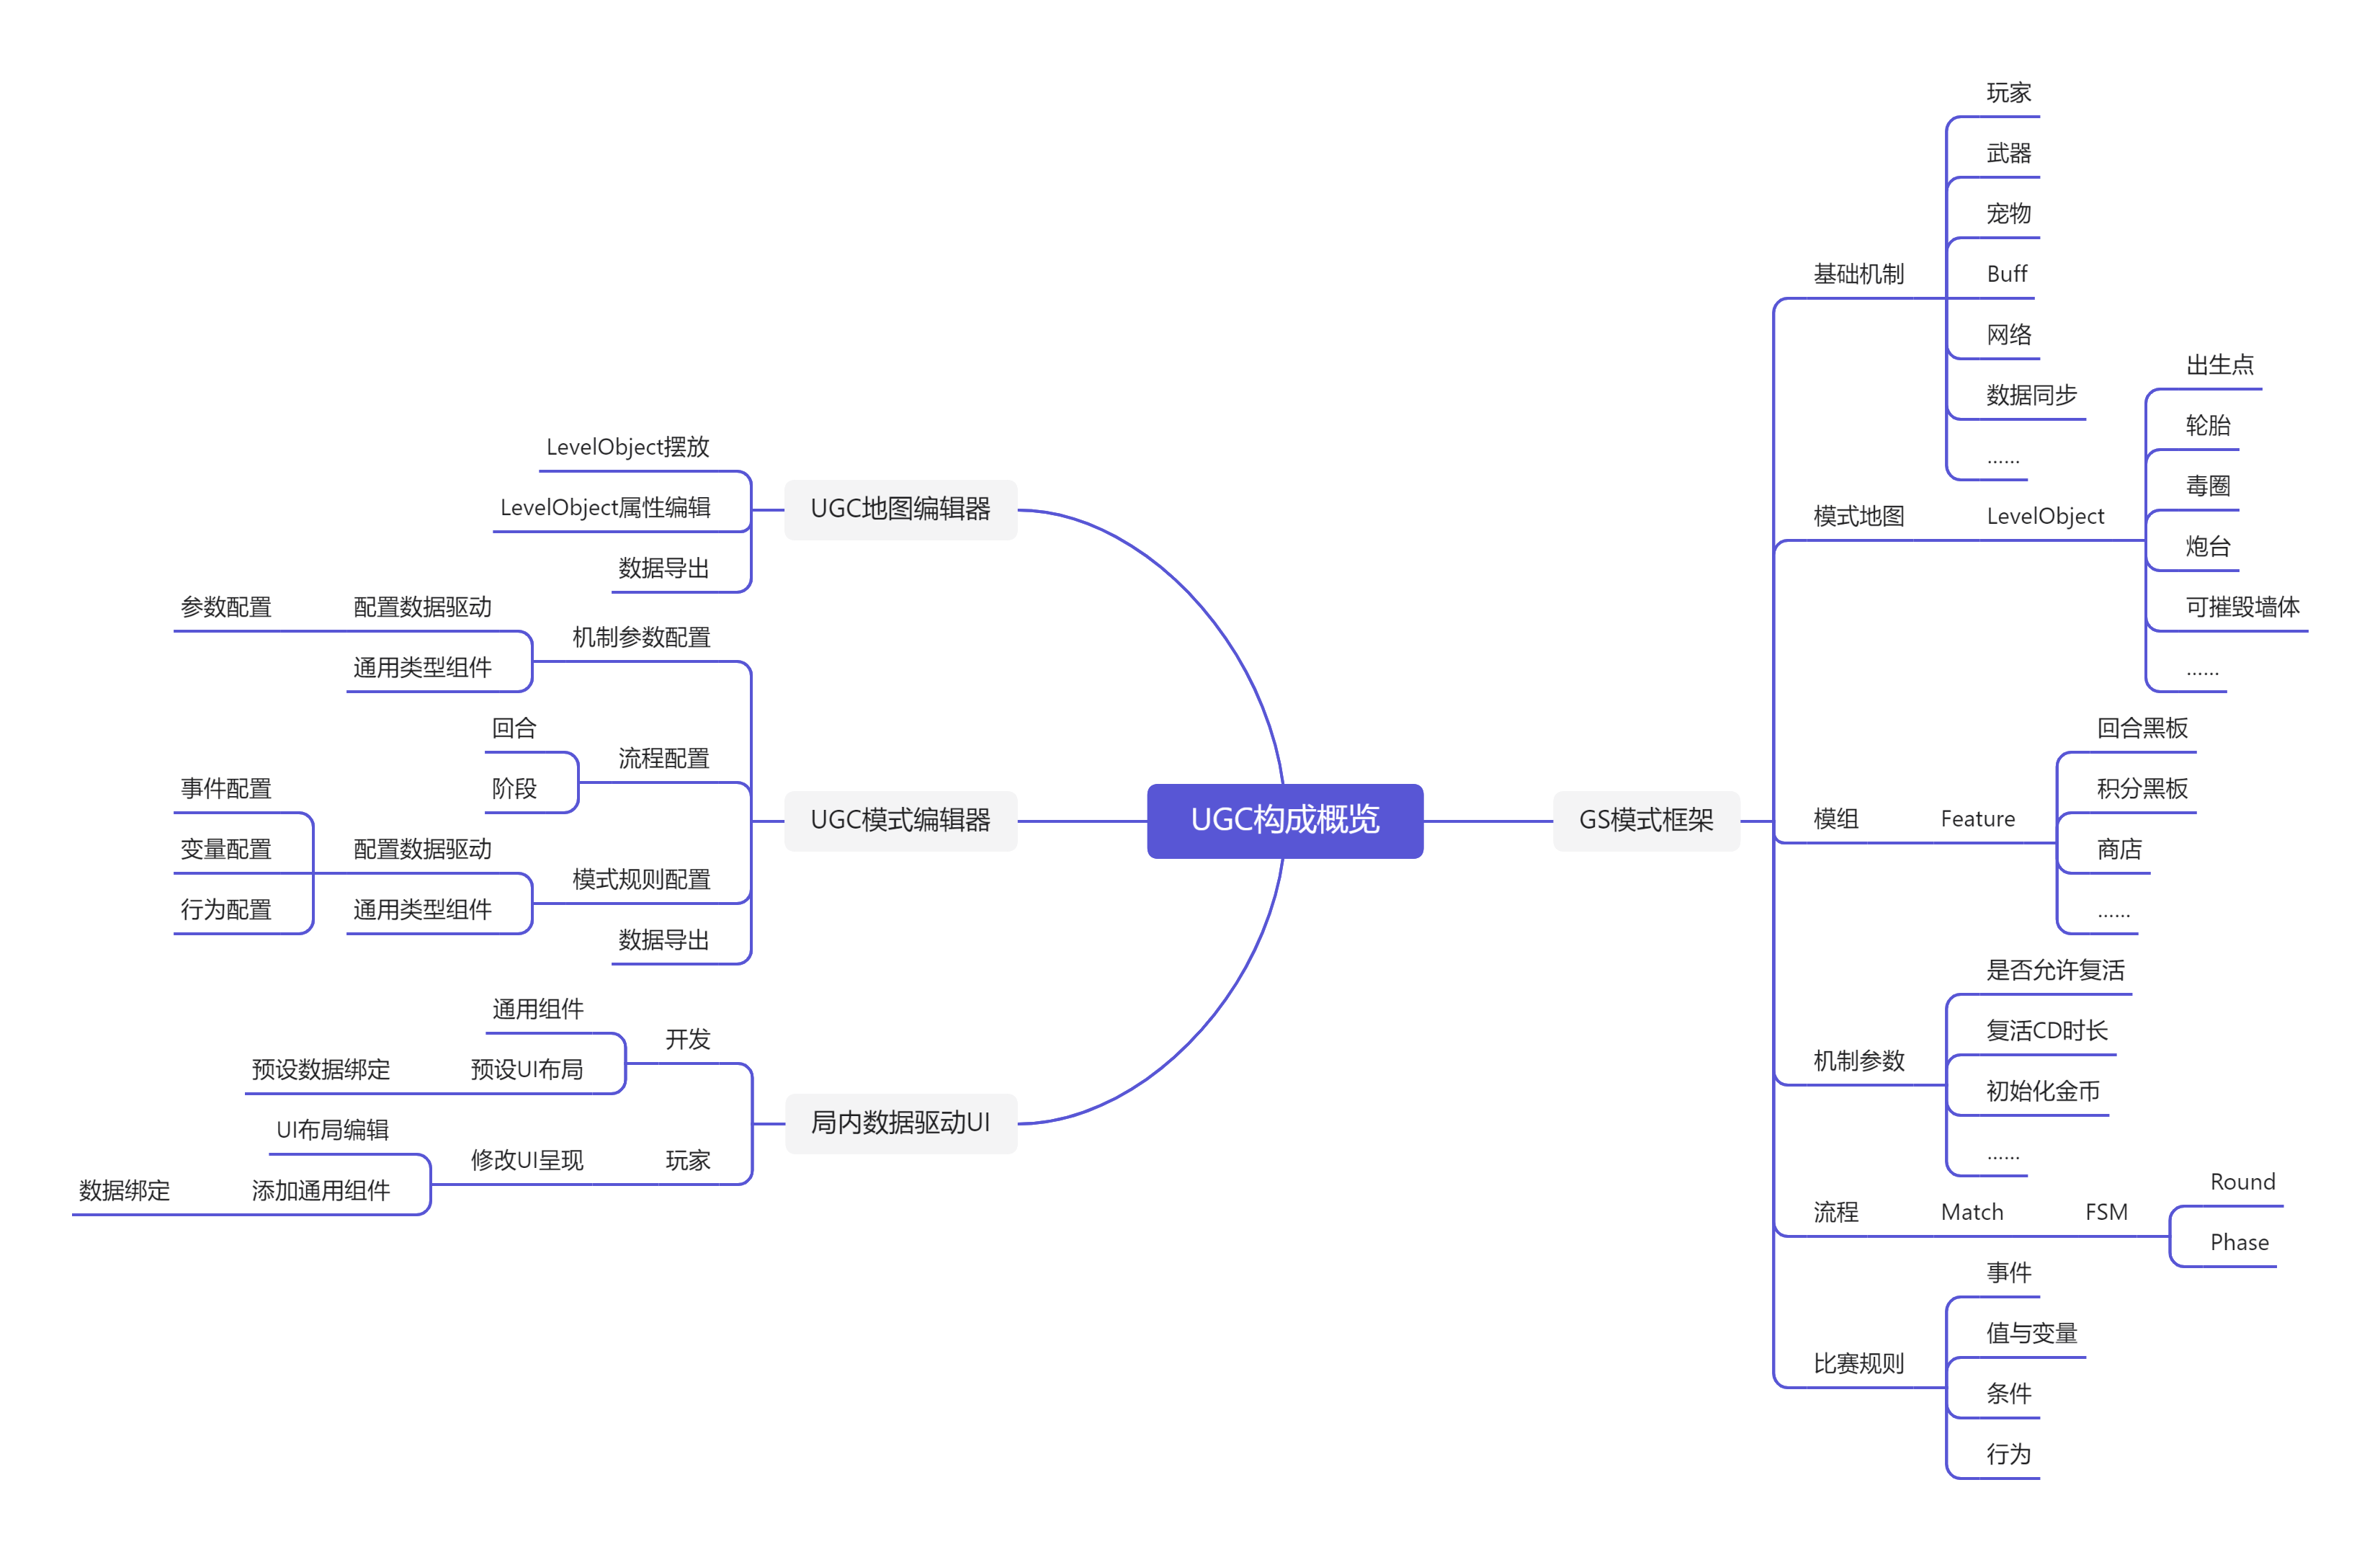 UGC构成概览
UGC地图编辑器
LevelObject摆放
LevelObject属性编辑
数据导出
UGC模式编辑器
机制参数配置
配置数据驱动
参数配置
通用类型组件
流程配置
回合
阶段
模式规则配置
配置数据驱动
事件配置
变量配置
行为配置
通用类型组件
数据导出
局内数据驱动UI
开发
通用组件
预设UI布局
预设数据绑定
玩家
修改UI呈现
UI布局编辑
添加通用组件
数据绑定
GS模式框架
基础机制
玩家
武器
宠物
Buff
网络
数据同步
……
模式地图
LevelObject
出生点
轮胎
毒圈
炮台
可摧毁墙体
……
模组
Feature
回合黑板
积分黑板
商店
……
机制参数
是否允许复活
复活CD时长
初始化金币
……
流程
Match
FSM
Round
Phase
比赛规则
事件
值与变量
条件
行为